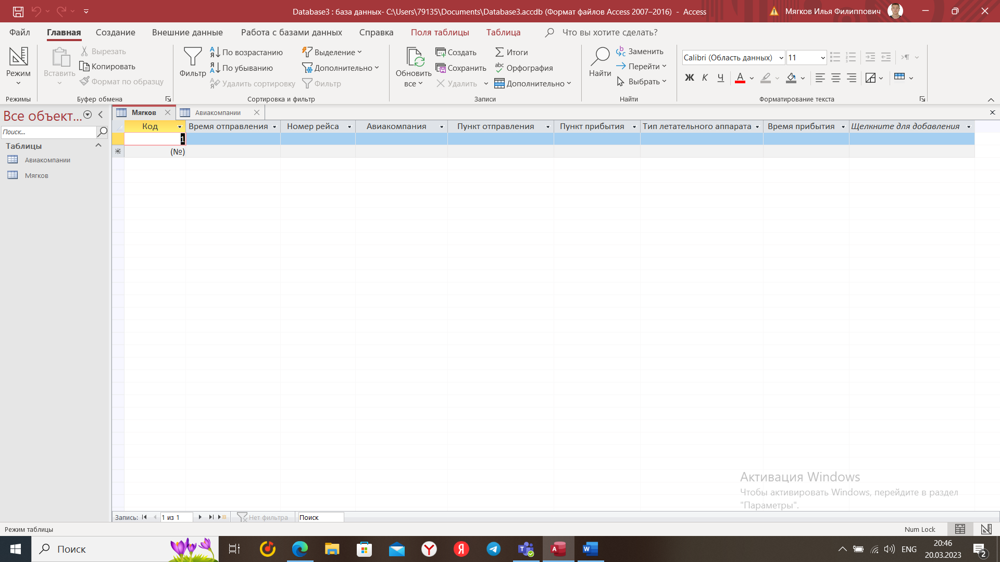 Database3 : база данных- C:\Users\79135\Documents\Database3.accdb (Формат файлов Access 2007–2016)  -  Access
Мягков Илья Филиппович
Файл Главная Создание Внешние данные Работа с базами данных Справка Поля таблицы Таблица Что вы хотите сделать?
Режим
Режимы
Вставить
Вырезать
Копировать
Формат по образцу
Буфер обмена
Фильтр
По возрастанию
По убыванию
Удалить сортировку
Выделение
Дополнительно
Фильтр
Сортировка и фильтр
Обновить
все
Создать
Сохранить
Удалить
Итоги
Орфография
Дополнительно
Записи
Найти
Заменить
Перейти
Выбрать
Найти
Calibri (Область данных) 11
Ж К Ч А
Форматирование текста
Все объект...
Поиск...
Таблицы
Авиакомпании
Мягков
Мягков Авиакомпании
Код Время отправления Номер рейса Авиакомпания Пункт отправления Пункт прибытия Тип летательного аппарата Время прибытия Щелкните для добавления
1
(№)
Активация Windows
Чтобы активировать Windows, перейдите в раздел
"Параметры".
Запись: 1 из 1 Нет фильтра Поиск
Режим таблицы
Num Lock
Поиск
ENG
20:46
20.03.2023
2